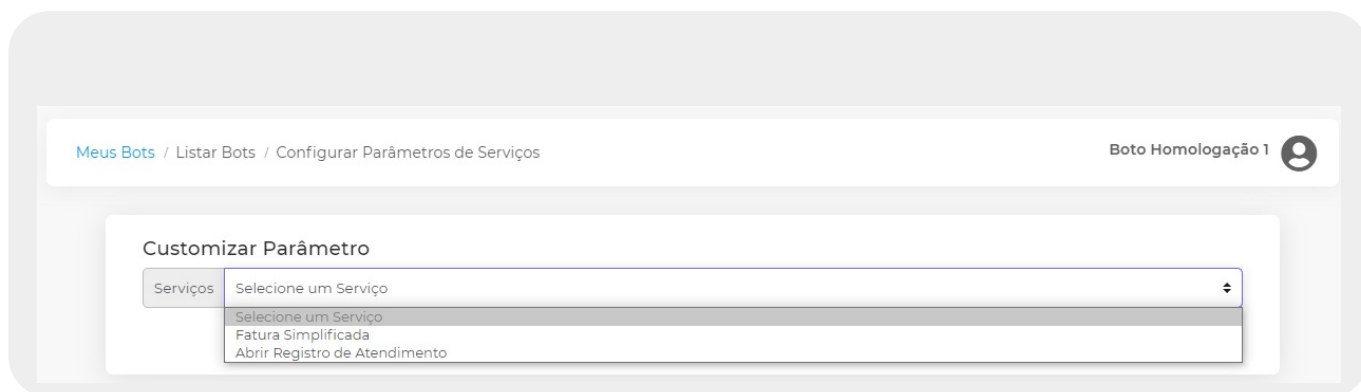 Meus Bots / Listar Bots / Configurar Parâmetros de Serviços
Boto Homologação 1
Customizar Parâmetro
Serviços
Selecione um Serviço
Selecione um Serviço
Fatura Simplificada
Abrir Registro de Atendimento